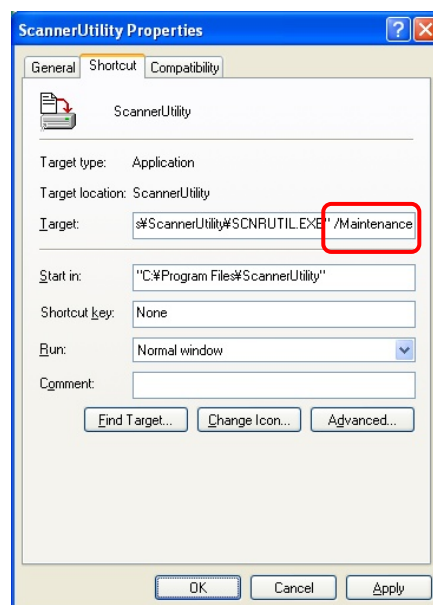 ScannerUtility Properties
General Shortcut Compatibility
ScannerUtility
Target type: Application
Target location: ScannerUtility
Target: s¥ScannerUtility¥SCNRUTIL.EXE" /Maintenance
Start in: "C:¥Program Files¥ScannerUtility"
Shortcut key: None
Run: Normal window
Comment:
Find Target... Change Icon... Advanced...
OK Cancel Apply